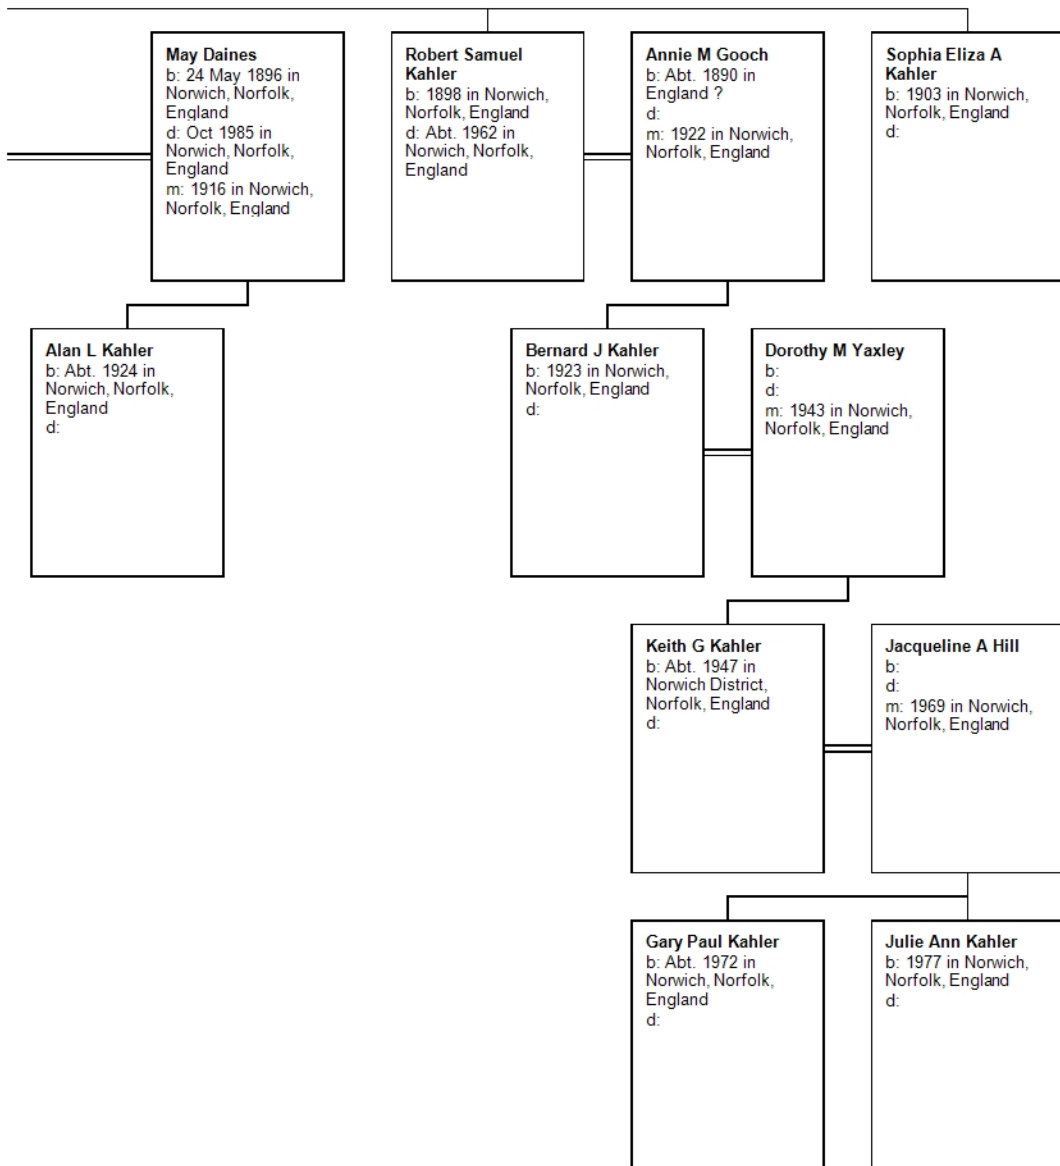 May Daines
b: 24 May 1896 in
Norwich, Norfolk,
England
d: Oct 1985 in
Norwich, Norfolk,
England
m: 1916 in Norwich,
Norfolk, England
Robert Samuel
Kahler
b: 1898 in Norwich,
Norfolk, England
d: Abt. 1962 in
Norwich, Norfolk,
England
Annie M Gooch
b: Abt. 1890 in
England ?
d:
m: 1922 in Norwich,
Norfolk, England
Sophia Eliza A
Kahler
b: 1903 in Norwich,
Norfolk, England
d:
Alan L Kahler
b: Abt. 1924 in
Norwich, Norfolk,
England
d:
Bernard J Kahler
b: 1923 in Norwich,
Norfolk, England
d:
Dorothy M Yaxley
b:
d:
m: 1943 in Norwich,
Norfolk, England
Keith G Kahler
b: Abt. 1947 in
Norwich District,
Norfolk, England
d:
Jacqueline A Hill
b:
d:
m: 1969 in Norwich,
Norfolk, England
Gary Paul Kahler
b: Abt. 1972 in
Norwich, Norfolk,
England
d:
Julie Ann Kahler
b: 1977 in Norwich,
Norfolk, England
d: